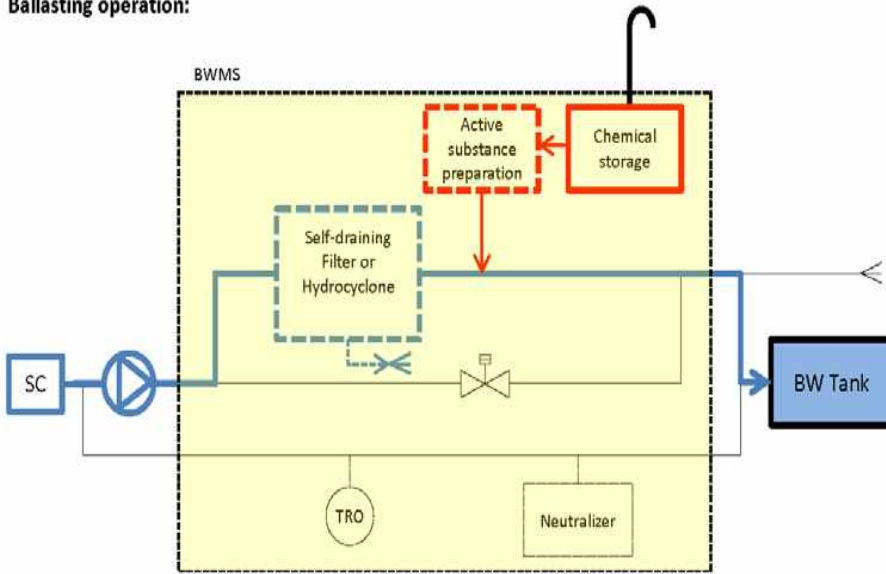 Ballasting operation:
BWMS
Active
substance
preparation
Chemical
storage
Self-draining
Filter or
Hydrocyclone
SC
BW Tank
TRO
Neutralizer